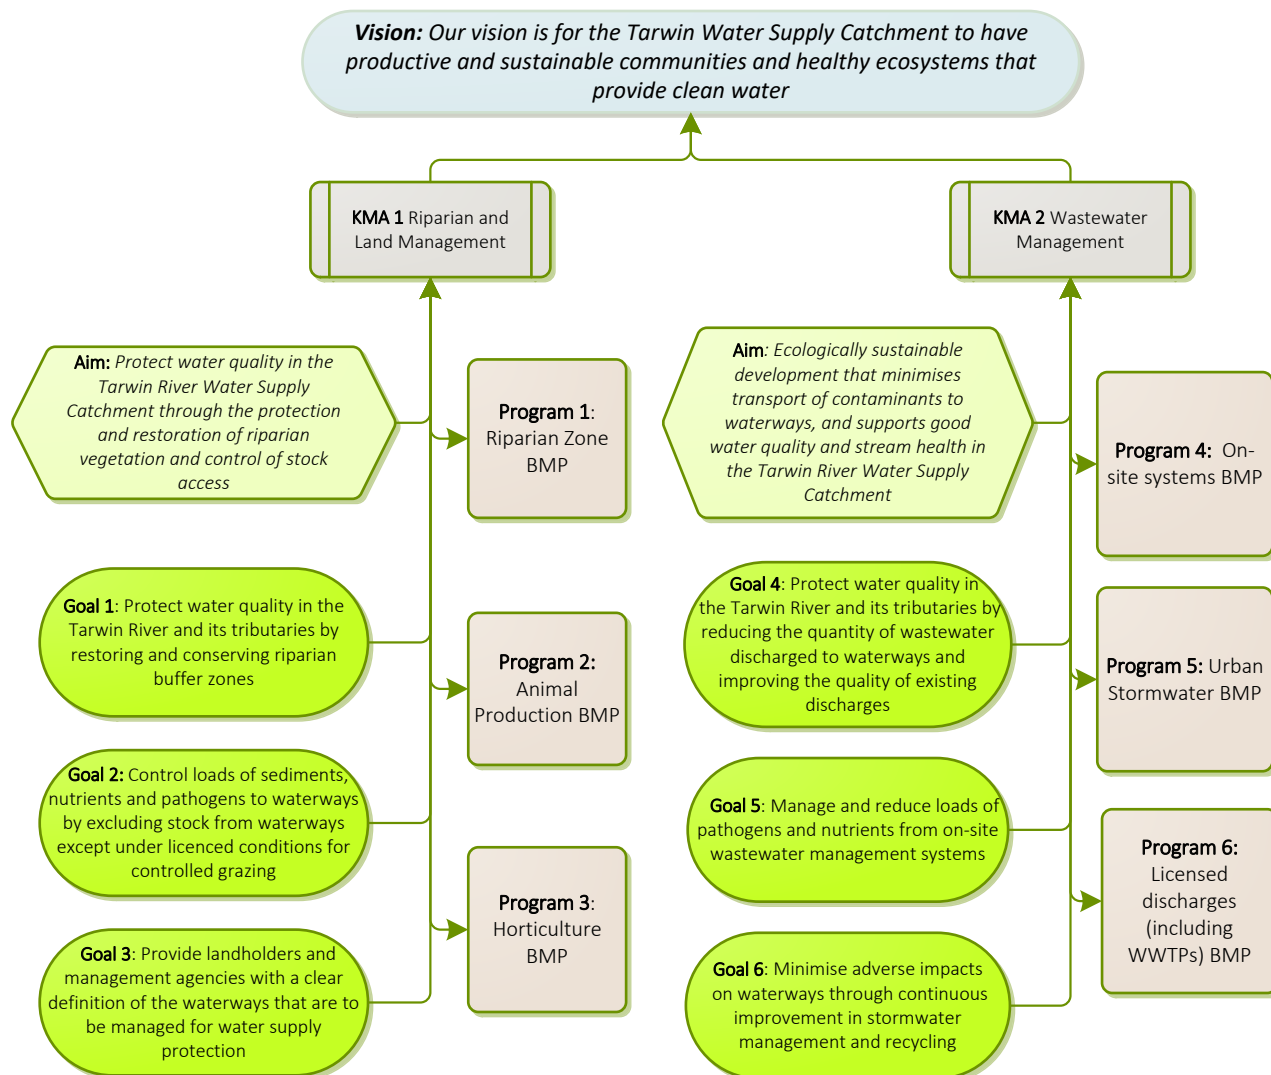 Vision: Our vision is for the Tarwin Water Supply Catchment to have
productive and sustainable communities and healthy ecosystems that
provide clean water
KMA 1 Riparian and
Land Management
KMA 2 Wastewater
Management
Aim: Protect water quality in the
Tarwin River Water Supply
Catchment through the protection
and restoration of riparian
vegetation and control of stock
access
Program 1:
Riparian Zone
BMP
Aim: Ecologically sustainable
development that minimises
transport of contaminants to
waterways, and supports good
water quality and stream health in
the Tarwin River Water Supply
Catchment
Program 4: On-
site systems BMP
Goal 1: Protect water quality in the
Tarwin River and its tributaries by
restoring and conserving riparian
buffer zones
Program 2:
Animal
Production BMP
Goal 4: Protect water quality in
the Tarwin River and its tributaries by
reducing the quantity of wastewater
discharged to waterways and
improving the quality of existing
discharges
Program 5: Urban
Stormwater BMP
Goal 2: Control loads of sediments,
nutrients and pathogens to waterways
by excluding stock from waterways
except under licenced conditions for
controlled grazing
Goal 5: Manage and reduce loads of
pathogens and nutrients from on-site
wastewater management systems
Program 6:
Licensed
discharges
(including
WWTPs) BMP
Goal 3: Provide landholders and
management agencies with a clear
definition of the waterways that are to
be managed for water supply
protection
Program 3:
Horticulture
BMP
Goal 6: Minimise adverse impacts
on waterways through continuous
improvement in stormwater
management and recycling